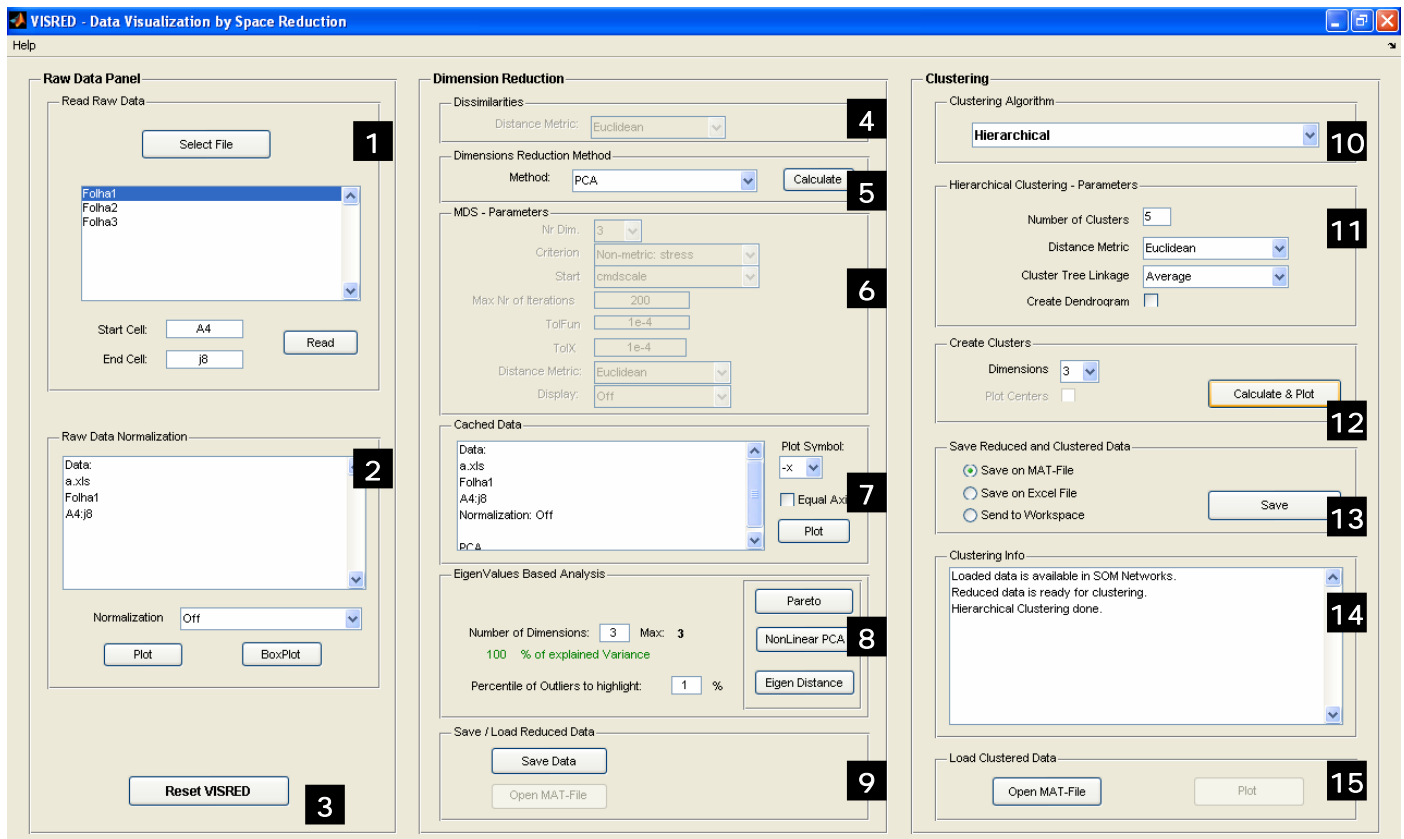 VISRED - Data Visualization by Space Reduction
Help
Raw Data Panel
Read Raw Data
1
Select File
Folha1
Folha2
Folha3
Start Cell: A4
End Cell: j8
Read
Raw Data Normalization
2
Data:
a.xls
Folha1
A4:j8
Normalization Off
Plot BoxPlot
Reset VISRED
3
Dimension Reduction
Dissimilarities
Distance Metric: Euclidean
4
Dimensions Reduction Method
Method: PCA Calculate
5
MDS - Parameters
Nr Dim. 3
Criterion Non-metric: stress
Start cmdscale
6
Max Nr of Iterations 200
TolFun 1e-4
TolX 1e-4
Distance Metric: Euclidean
Display: Off
Cached Data
Data:
a.xls
Folha1
A4:j8
Normalization: Off
PCA
Plot Symbol:
-x
7
Equal Axi
Plot
EigenValues Based Analysis
Pareto
Number of Dimensions: 3 Max: 3
NonLinear PCA
8
100 % of explained Variance
Percentile of Outliers to highlight: 1 %
Eigen Distance
Save / Load Reduced Data
Save Data
Open MAT-File
9
Clustering
Clustering Algorithm
Hierarchical
10
Hierarchical Clustering - Parameters
Number of Clusters 5
11
Distance Metric Euclidean
Cluster Tree Linkage Average
Create Dendrogram
Create Clusters
Dimensions 3
Plot Centers
Calculate & Plot
12
Save Reduced and Clustered Data
Save on MAT-File
Save on Excel File
Send to Workspace
Save
13
Clustering Info
Loaded data is available in SOM Networks.
Reduced data is ready for clustering.
Hierarchical Clustering done.
14
Load Clustered Data
Open MAT-File Plot
15